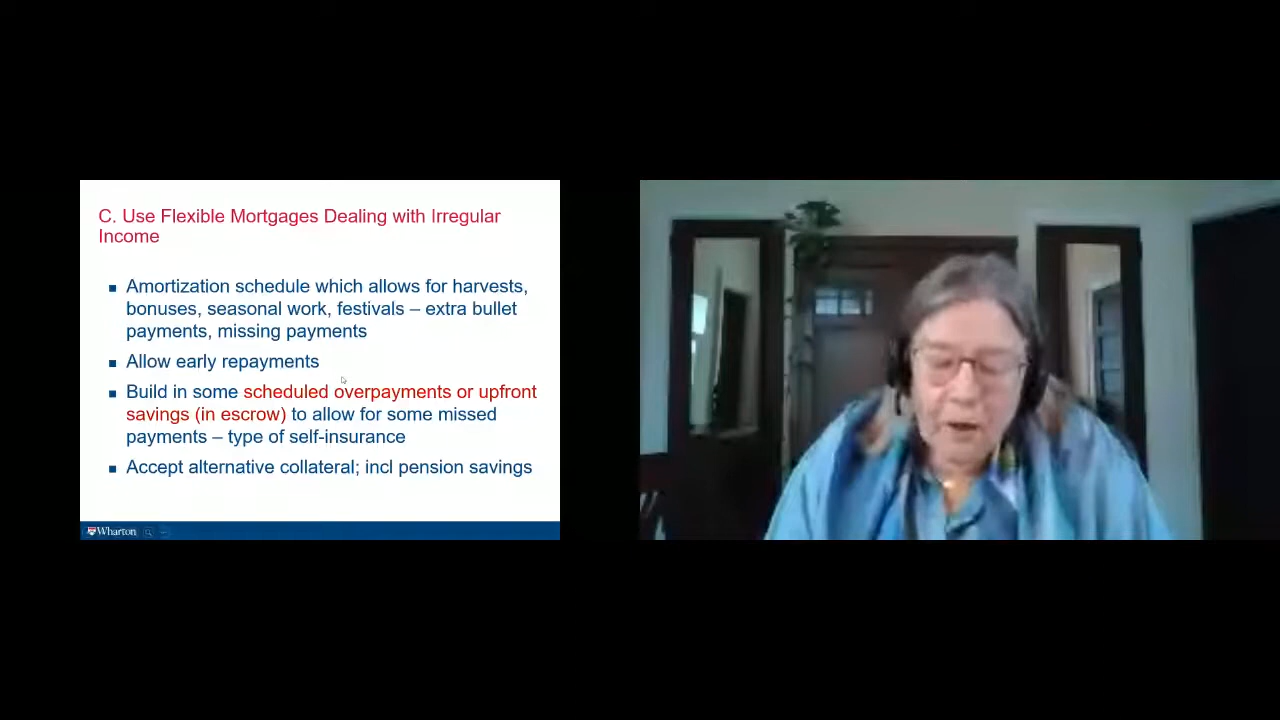 C. Use Flexible Mortgages Dealing with Irregular
Income
Amortization schedule which allows for harvests,
bonuses, seasonal work, festivals – extra bullet
payments, missing payments
Allow early repayments
Build in some scheduled overpayments or upfront
savings (in escrow) to allow for some missed
payments – type of self-insurance
Accept alternative collateral; incl pension savings
Wharton